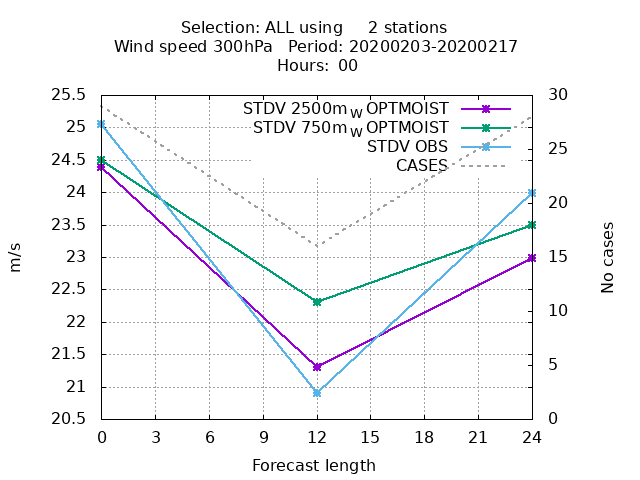 Selection: ALL using     2 stations
Wind speed 300hPa   Period: 20200203-20200217
Hours: 00
25.5
25
24.5
24
23.5
23
22.5
22
21.5
21
20.5
m/s
STDV 2500m_W OPTMOIST
STDV 750m_W OPTMOIST
STDV OBS
CASES
30
25
20
15
10
5
0
No cases
0 3 6 9 12 15 18 21 24
Forecast length